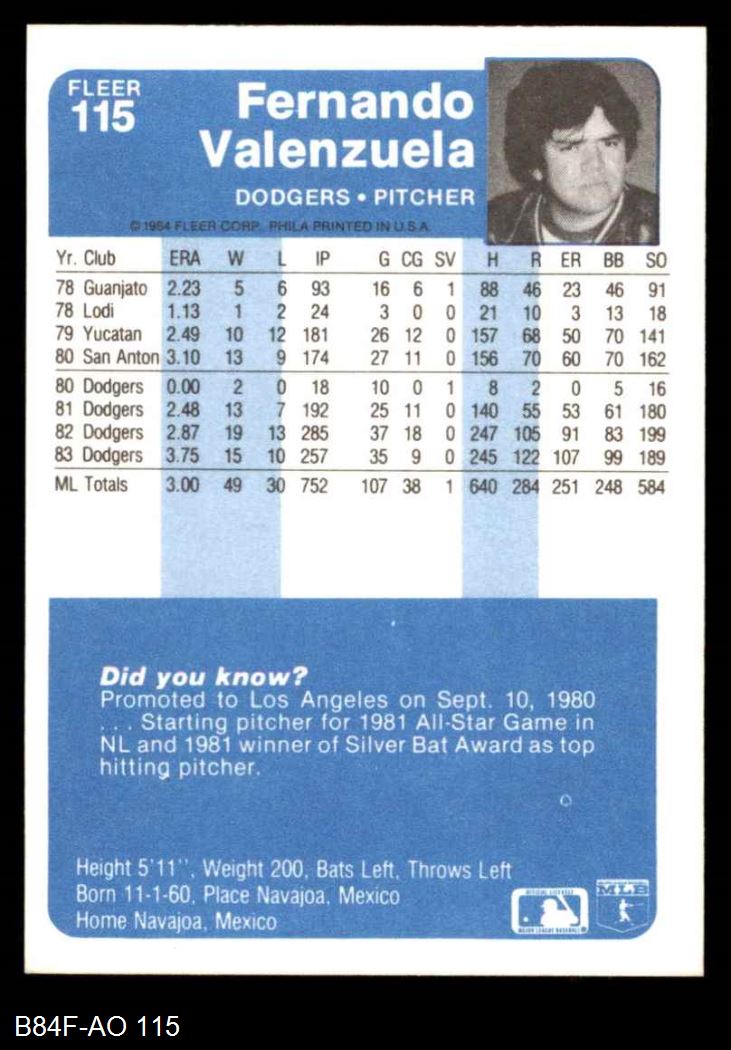 FLEER
115
Fernando
Valenzuela
DODGERS • PITCHER
© 1984 FLEER CORP. PHILA PRINTED IN U.S.A.
Yr. Club ERA W L IP G CG SV H R ER BB SO
78 Guanjato 2.23 5 6 93 16 6 1 88 46 23 46 91
78 Lodi 1.13 1 2 24 3 0 0 21 10 3 13 18
79 Yucatan 2.49 10 12 181 26 12 0 157 68 50 70 141
80 San Anton 3.10 13 9 174 27 11 0 156 70 60 70 162
80 Dodgers 0.00 2 0 18 10 0 1 8 2 0 5 16
81 Dodgers 2.48 13 7 192 25 11 0 140 55 53 61 180
82 Dodgers 2.87 19 13 285 37 18 0 247 105 91 83 199
83 Dodgers 3.75 15 10 257 35 9 0 245 122 107 99 189
ML Totals 3.00 49 30 752 107 38 1 640 284 251 248 584
Did you know?
Promoted to Los Angeles on Sept. 10, 1980
. . . Starting pitcher for 1981 All-Star Game in
NL and 1981 winner of Silver Bat Award as top
hitting pitcher.
Height 5'11", Weight 200, Bats Left, Throws Left
Born 11-1-60, Place Navajoa, Mexico
Home Navajoa, Mexico
OFFICIAL LICENSEE
MAJOR LEAGUE BASEBALL
MLB
B84F-AO 115